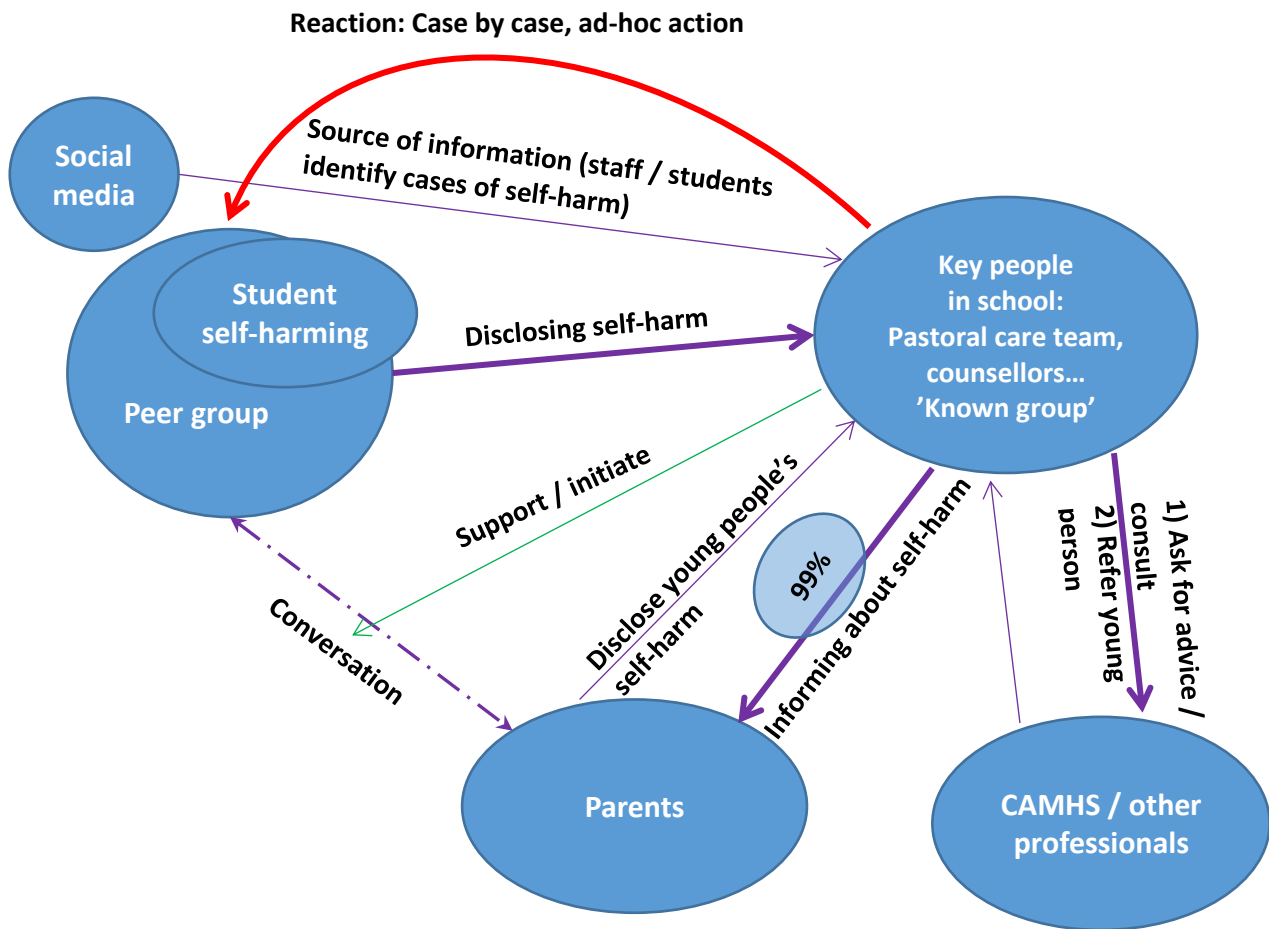 Reaction: Case by case, ad-hoc action
Social
media
Source of information (staff / students
identify cases of self-harm)
Student
self-harming
Peer group
Disclosing self-harm
Key people
in school:
Pastoral care team,
counsellors…
’Known group’
Support / initiate
Conversation
Disclose young people’s
self-harm
99%
Informing about self-harm
1) Ask for advice /
consult
2) Refer young
person
Parents
CAMHS / other
professionals